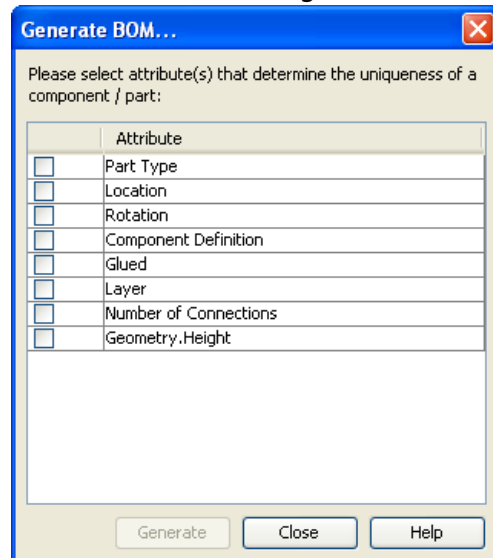 Generate BOM...
Please select attribute(s) that determine the uniqueness of a
component / part:
Attribute
Part Type
Location
Rotation
Component Definition
Glued
Layer
Number of Connections
Geometry.Height
Generate Close Help